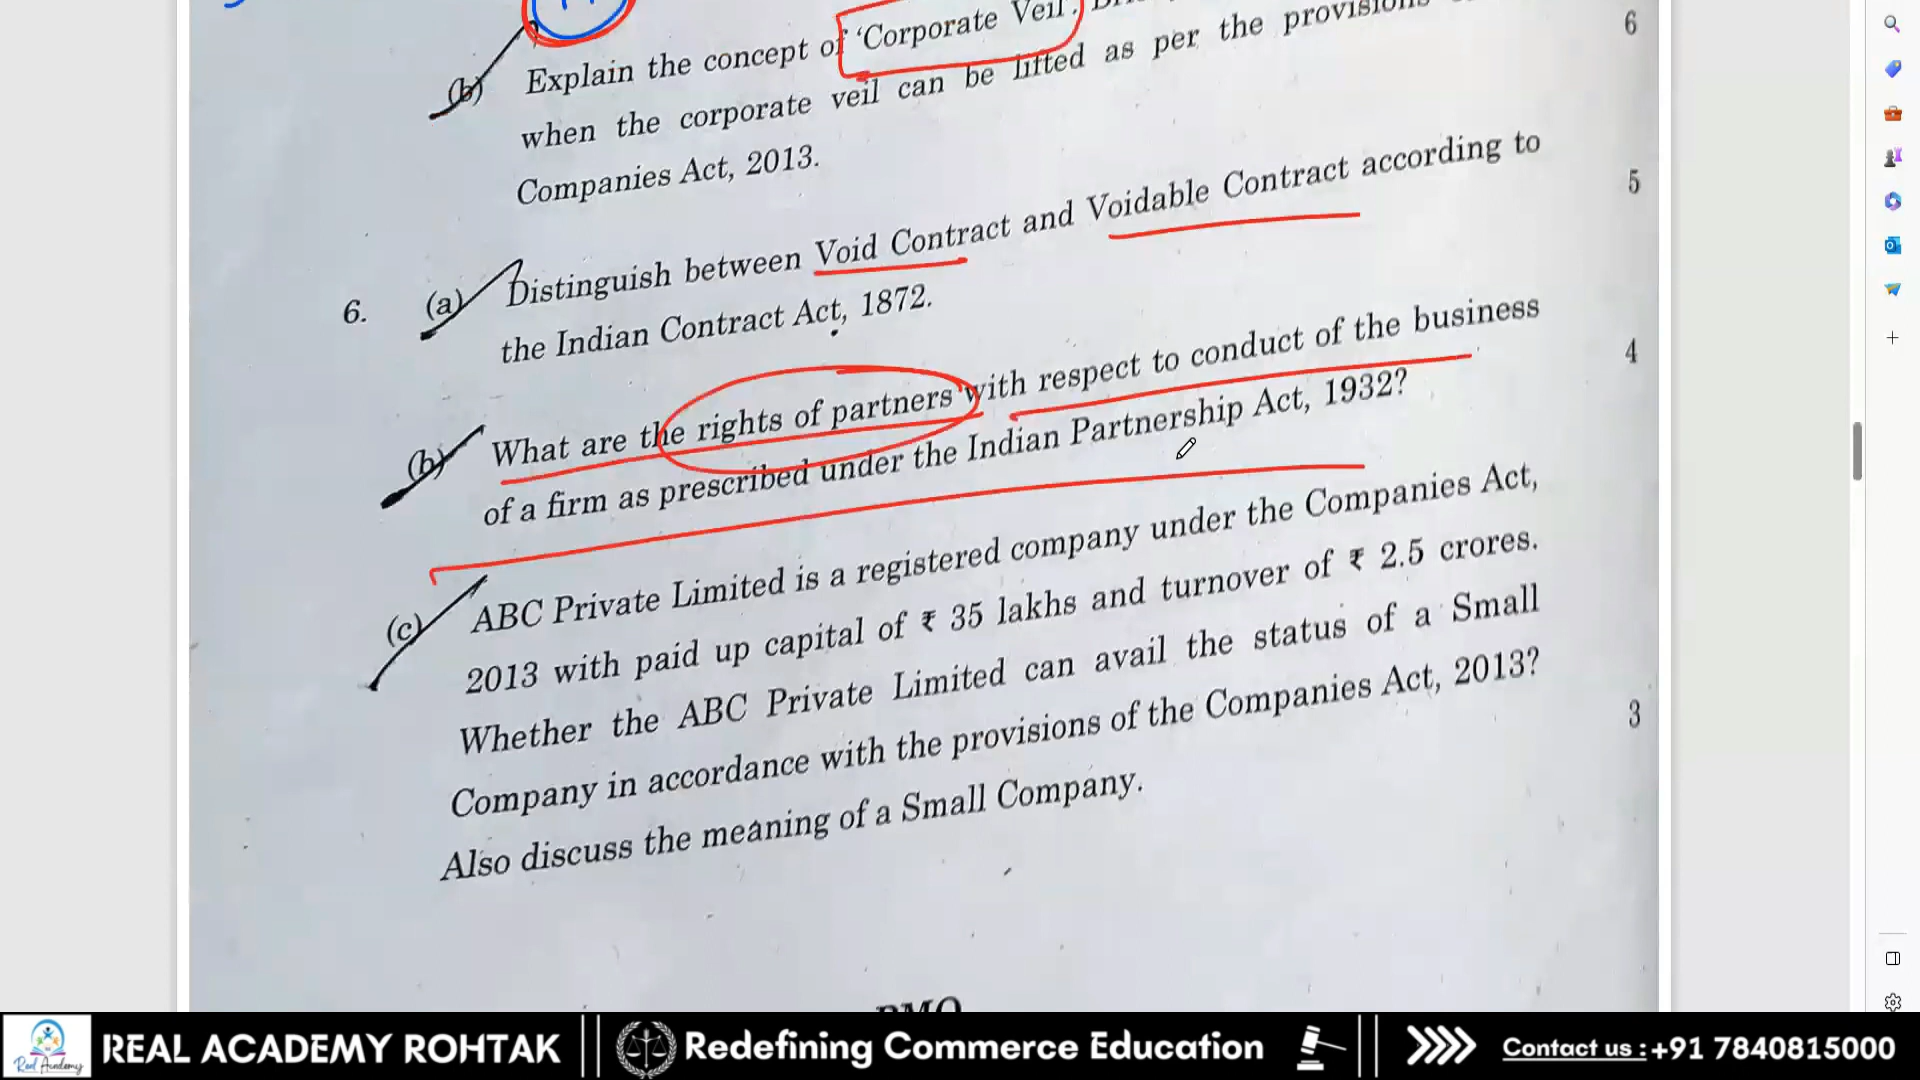 (b) Explain the concept of 'Corporate Veil'.
when the corporate veil can be lifted as per the provisions 6
Companies Act, 2013.
6. (a) Distinguish between Void Contract and Voidable Contract according to 5
the Indian Contract Act, 1872.
(b) What are the rights of partners with respect to conduct of the business 4
of a firm as prescribed under the Indian Partnership Act, 1932?
(c) ABC Private Limited is a registered company under the Companies Act,
2013 with paid up capital of ₹ 35 lakhs and turnover of ₹ 2.5 crores.
Whether the ABC Private Limited can avail the status of a Small
Company in accordance with the provisions of the Companies Act, 2013? 3
Also discuss the meaning of a Small Company.
Real Academy
REAL ACADEMY ROHTAK
Redefining Commerce Education
Contact us : +91 7840815000